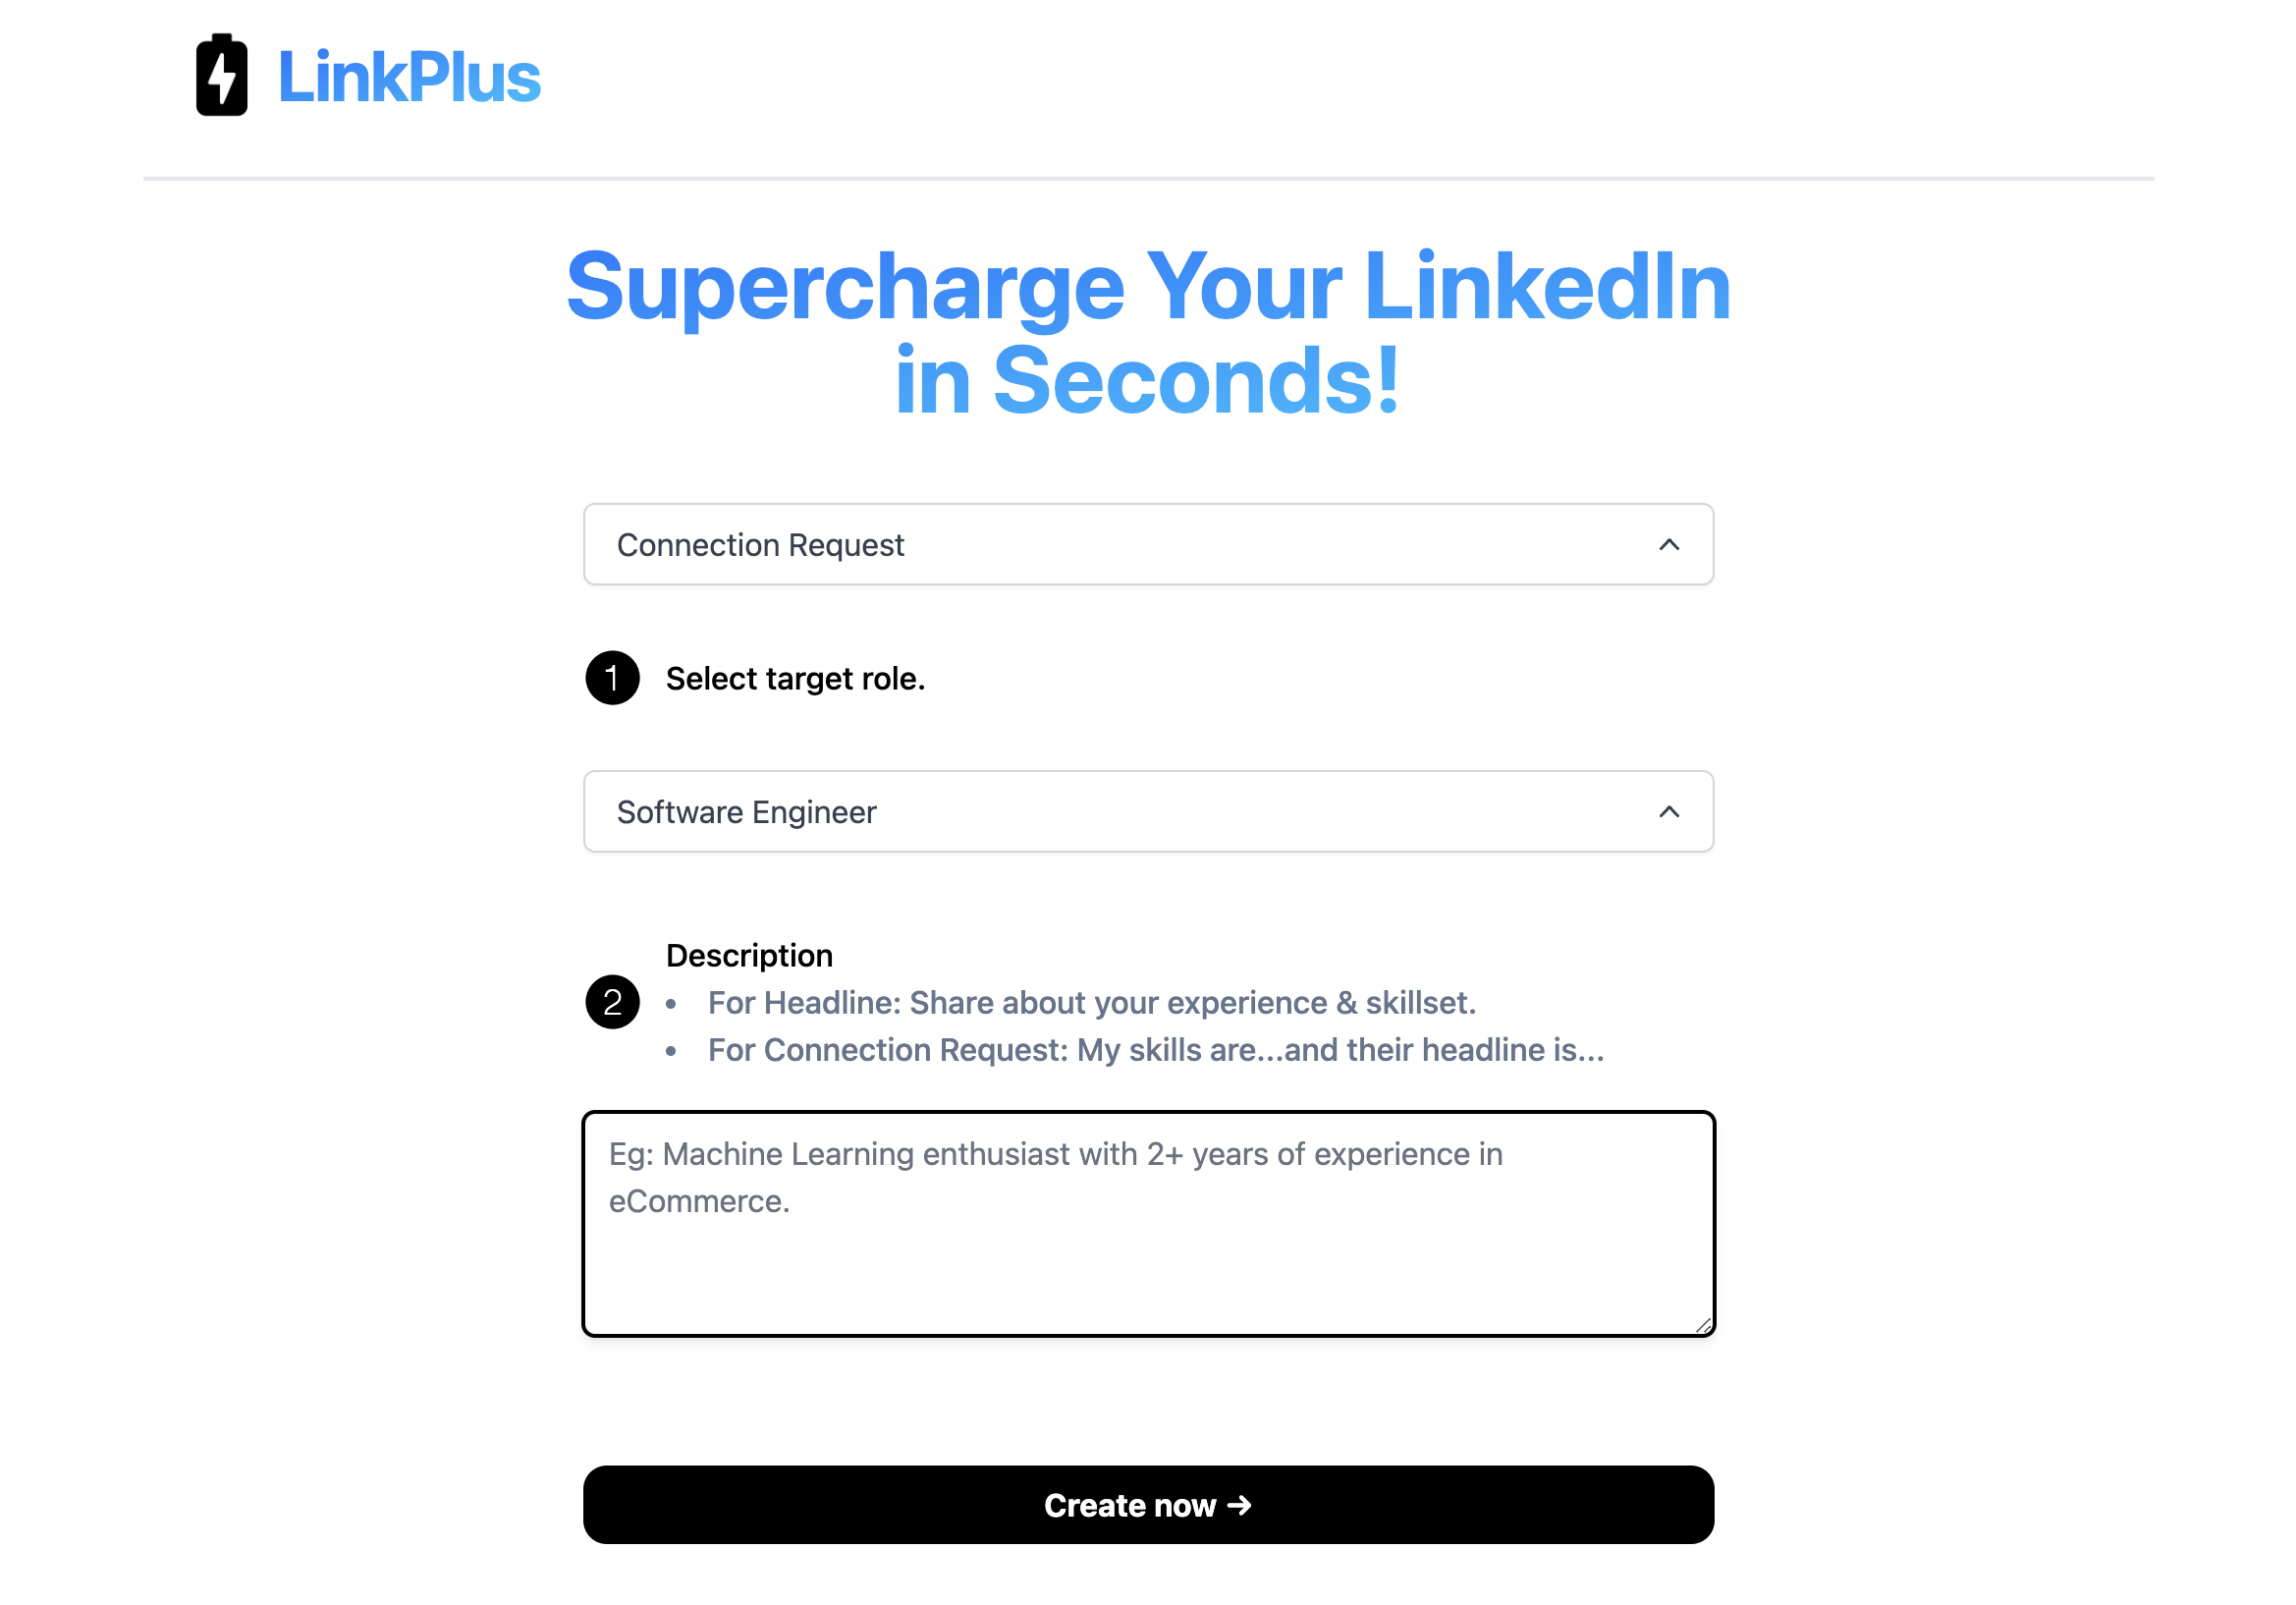 LinkPlus
Supercharge Your LinkedIn
in Seconds!
Connection Request
1 Select target role.
Software Engineer
Description
2
• For Headline: Share about your experience & skillset.
• For Connection Request: My skills are...and their headline is...
Eg: Machine Learning enthusiast with 2+ years of experience in
eCommerce.
Create now →